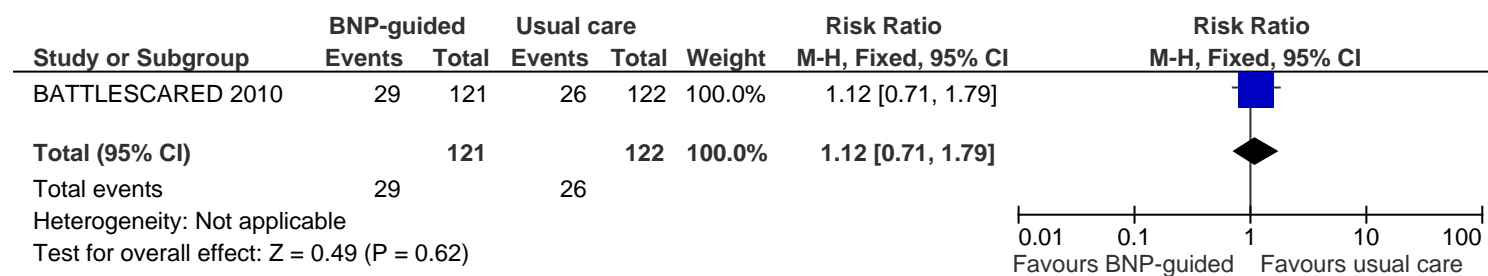 BNP-guided Usual care Risk Ratio Risk Ratio
Study or Subgroup Events Total Events Total Weight M-H, Fixed, 95% CI M-H, Fixed, 95% CI
BATTLESCARED 2010 29 121 26 122 100.0% 1.12 [0.71, 1.79]
Total (95% CI) 121 122 100.0% 1.12 [0.71, 1.79]
Total events 29 26
Heterogeneity: Not applicable
Test for overall effect: Z = 0.49 (P = 0.62)
0.01 0.1 1 10 100
Favours BNP-guided Favours usual care